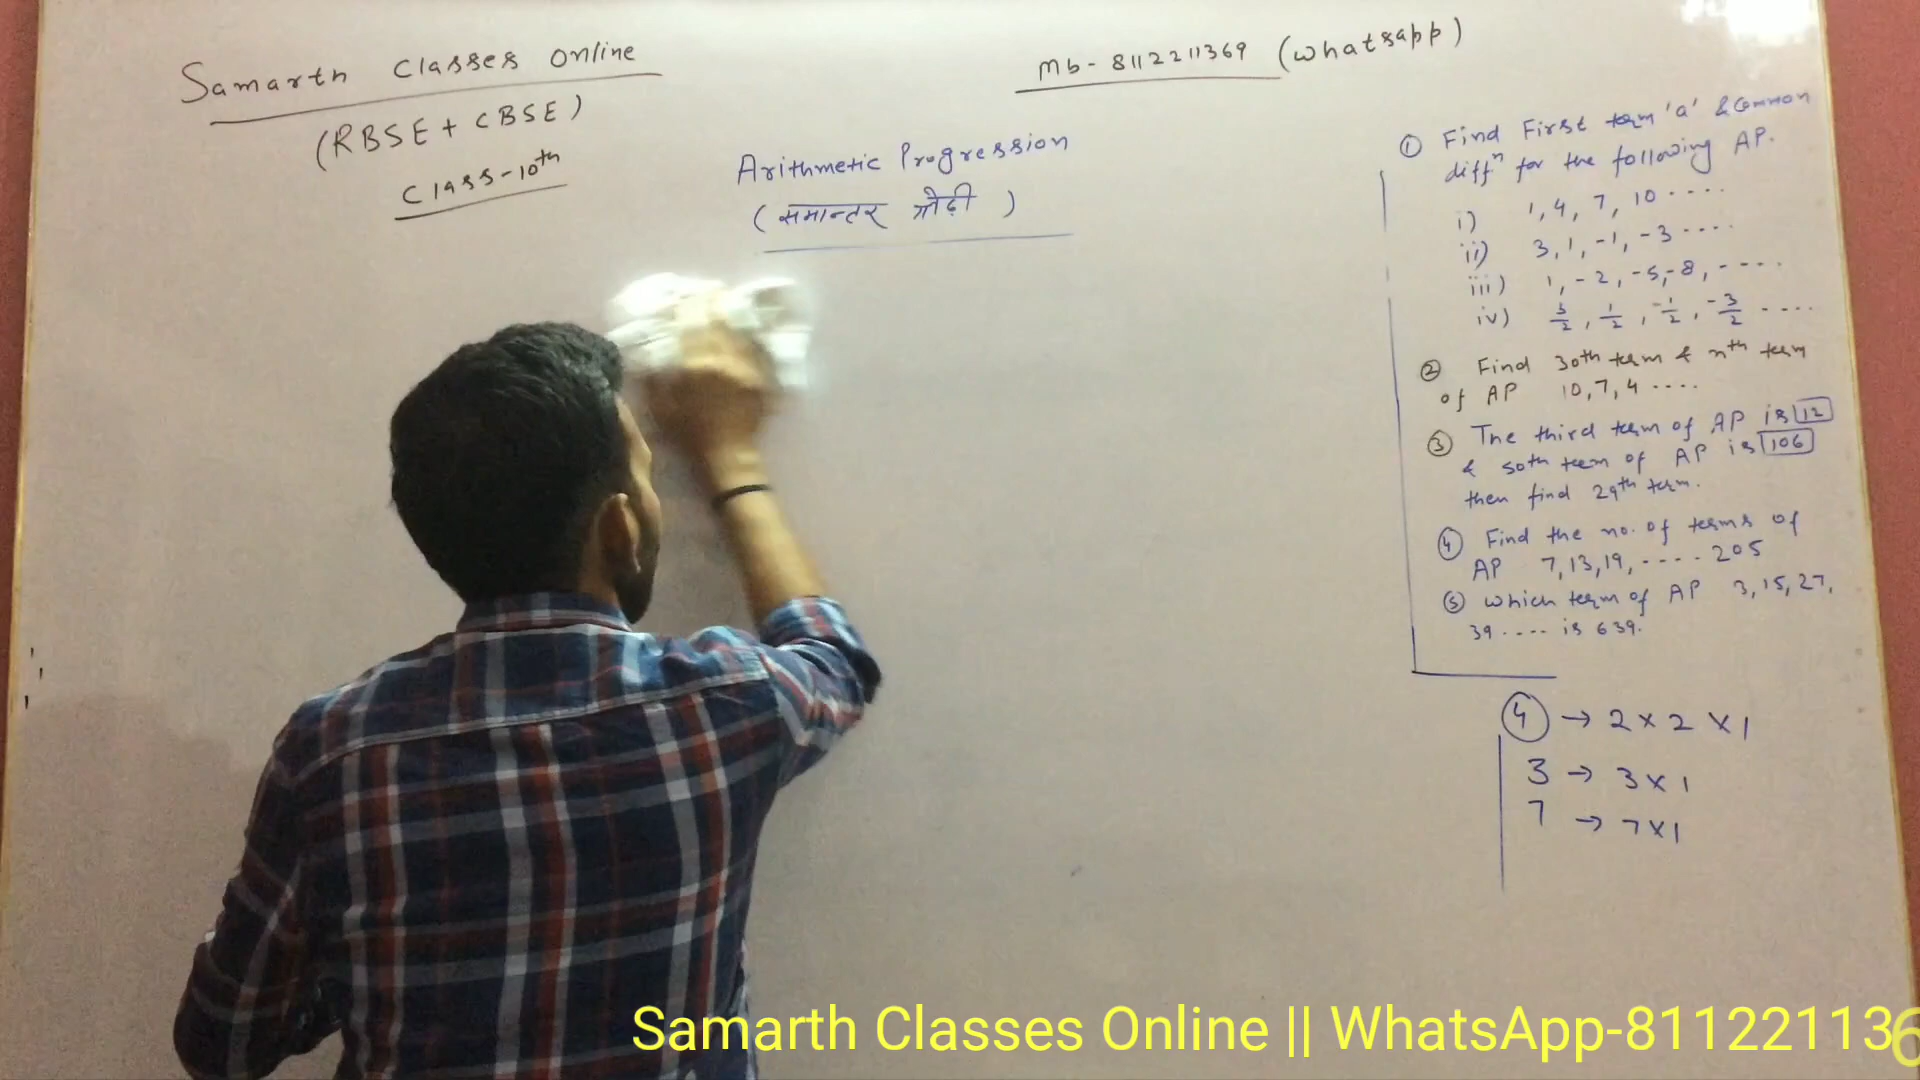 Samarth Classes Online
(RBSE + CBSE)
Class-10th
Mb- 8112211369 (Whatsapp)
Arithmetic Progression
(समान्तर श्रेढ़ी)
① Find First term 'a' & Common
diffⁿ for the following AP.
i) 1, 4, 7, 10 ....
ii) 3, 1, -1, -3 ....
iii) 1, -2, -5, -8, ----
iv) 3/2, 1/2, -1/2, -3/2 ----
② Find 30th term & nth term
of AP 10, 7, 4 ....
③ The third term of AP is 12
& 50th term of AP is 106
then find 29th term.
④ Find the no. of terms of
AP 7, 13, 19, ----- 205
⑤ which term of AP 3, 15, 27,
39 .... is 639.
④ → 2 × 2 × 1
3 → 3 × 1
7 → 7 × 1
Samarth Classes Online || WhatsApp-811221136